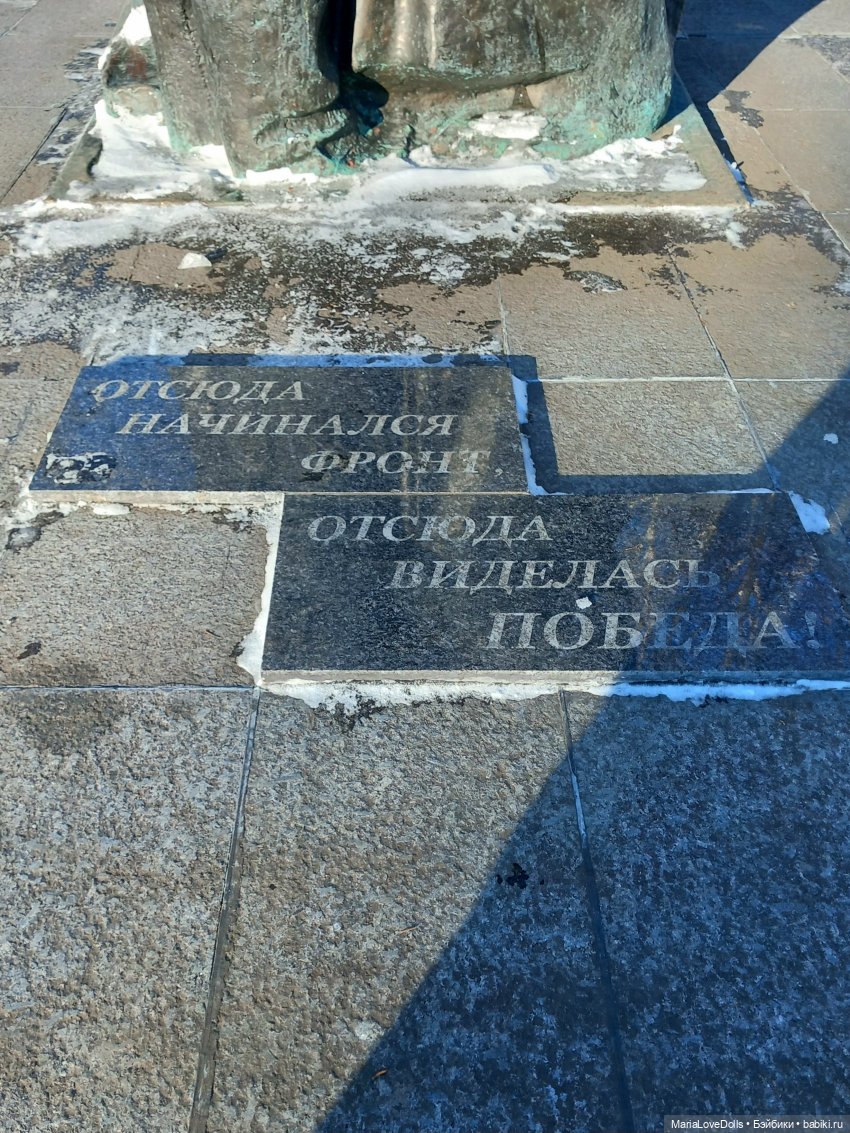 ОТСЮДА
НАЧИНАЛСЯ
ФРОНТ,
ОТСЮДА
ВИДЕЛАСЬ
ПОБЕДА!
MariaLoveDolls • Бэйбики • babiki.ru